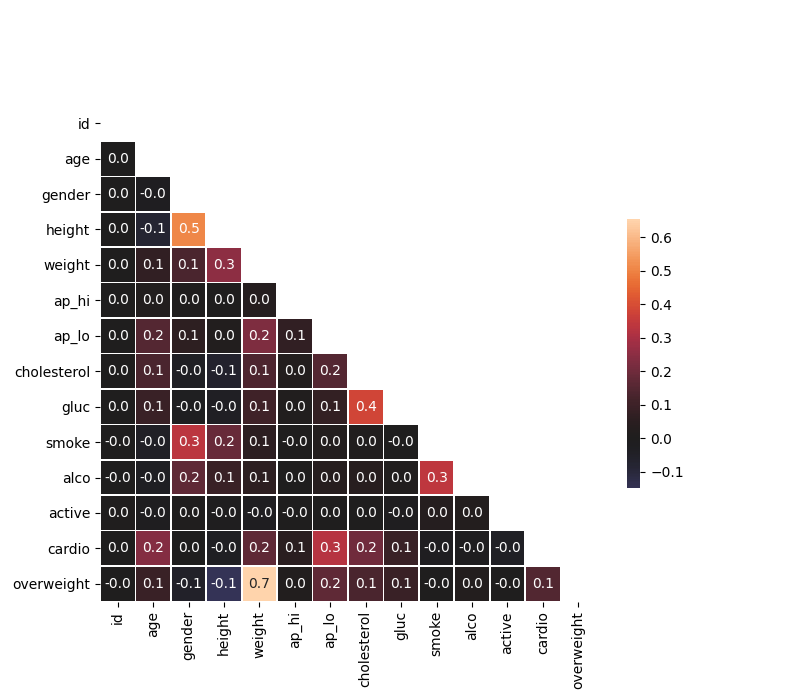 id
age 0.0
gender 0.0 -0.0
height 0.0 -0.1 0.5
weight 0.0 0.1 0.1 0.3
ap_hi 0.0 0.0 0.0 0.0 0.0
ap_lo 0.0 0.2 0.1 0.0 0.2 0.1
cholesterol 0.0 0.1 -0.0 -0.1 0.1 0.0 0.2
gluc 0.0 0.1 -0.0 -0.0 0.1 0.0 0.1 0.4
smoke -0.0 -0.0 0.3 0.2 0.1 -0.0 0.0 0.0 -0.0
alco -0.0 -0.0 0.2 0.1 0.1 0.0 0.0 0.0 0.0 0.3
active 0.0 -0.0 0.0 -0.0 -0.0 -0.0 0.0 0.0 -0.0 0.0 0.0
cardio 0.0 0.2 0.0 -0.0 0.2 0.1 0.3 0.2 0.1 -0.0 -0.0 -0.0
overweight -0.0 0.1 -0.1 -0.1 0.7 0.0 0.2 0.1 0.1 -0.0 0.0 -0.0 0.1
id age gender height weight ap_hi ap_lo cholesterol gluc smoke alco active cardio overweight
0.6
0.5
0.4
0.3
0.2
0.1
0.0
−0.1